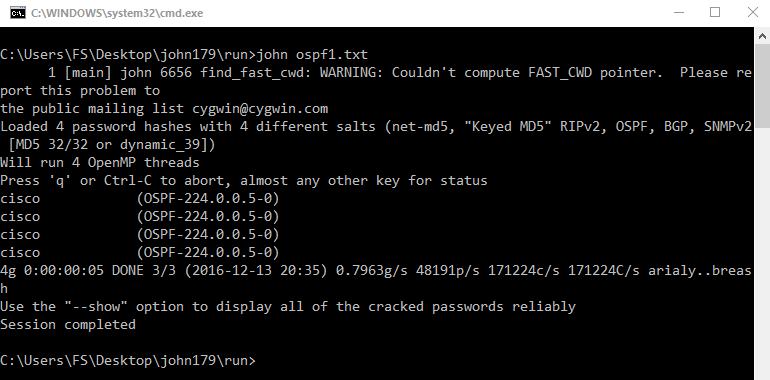 C:\WINDOWS\system32\cmd.exe
C:\Users\FS\Desktop\john179\run>john ospf1.txt
      1 [main] john 6656 find_fast_cwd: WARNING: Couldn't compute FAST_CWD pointer.  Please re
port this problem to
the public mailing list cygwin@cygwin.com
Loaded 4 password hashes with 4 different salts (net-md5, "Keyed MD5" RIPv2, OSPF, BGP, SNMPv2
 [MD5 32/32 or dynamic_39])
Will run 4 OpenMP threads
Press 'q' or Ctrl-C to abort, almost any other key for status
cisco            (OSPF-224.0.0.5-0)
cisco            (OSPF-224.0.0.5-0)
cisco            (OSPF-224.0.0.5-0)
cisco            (OSPF-224.0.0.5-0)
4g 0:00:00:05 DONE 3/3 (2016-12-13 20:35) 0.7963g/s 48191p/s 171224c/s 171224C/s arialy..breas
h
Use the "--show" option to display all of the cracked passwords reliably
Session completed
C:\Users\FS\Desktop\john179\run>